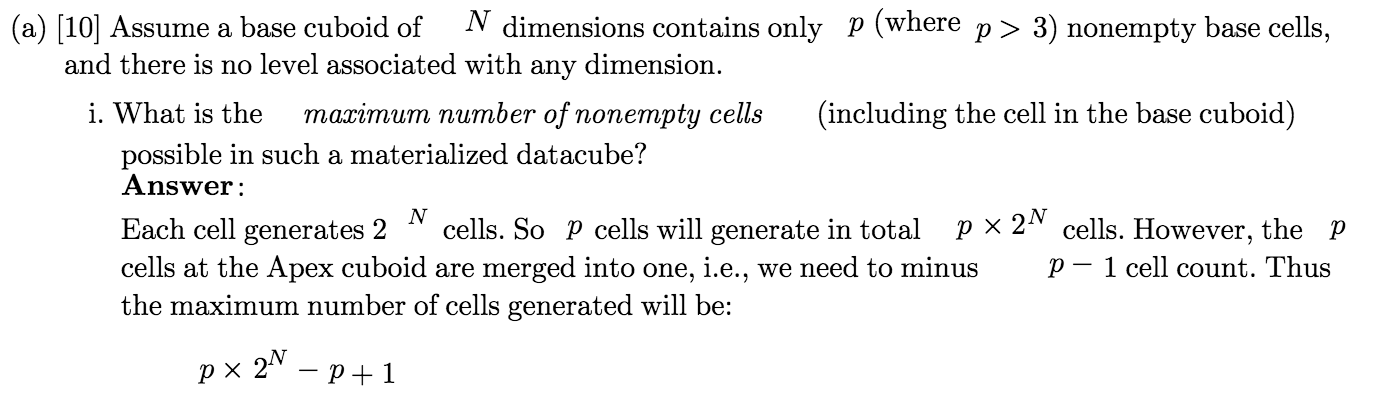 (a) [10] Assume a base cuboid of N dimensions contains only p (where p > 3) nonempty base cells,
and there is no level associated with any dimension.
i. What is the maximum number of nonempty cells (including the cell in the base cuboid)
possible in such a materialized datacube?
Answer:
Each cell generates 2^N cells. So p cells will generate in total p × 2^N cells. However, the p
cells at the Apex cuboid are merged into one, i.e., we need to minus p − 1 cell count. Thus
the maximum number of cells generated will be:
p × 2^N − p + 1